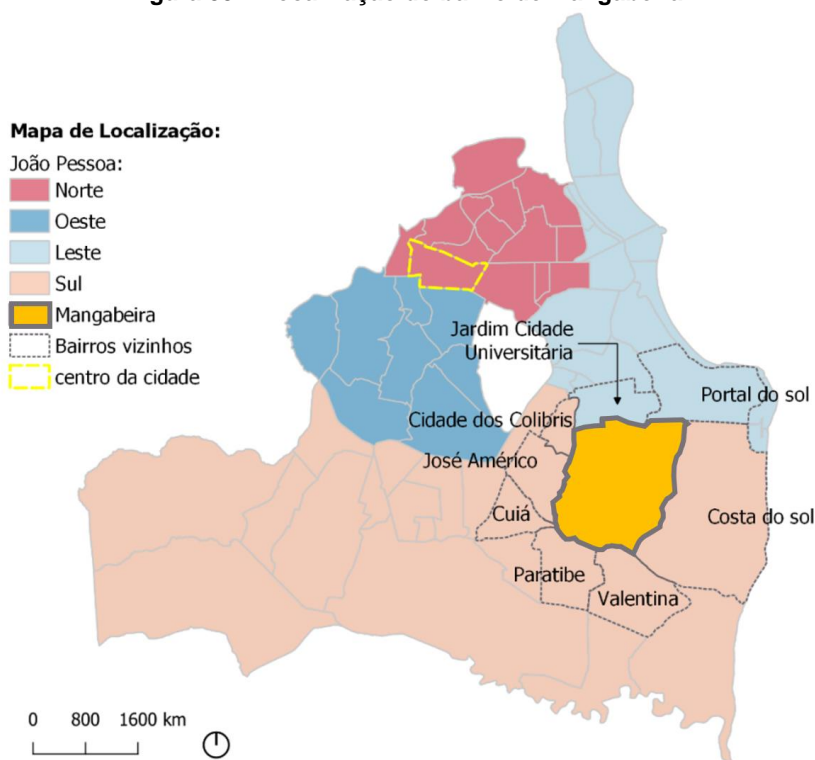 Mapa de Localização:
João Pessoa:
Norte
Oeste
Leste
Sul
Mangabeira
Bairros vizinhos
centro da cidade
Jardim Cidade
Universitária
Portal do sol
Cidade dos Colibris
José Américo
Cuiá
Costa do sol
Paratibe
Valentina
0 800 1600 km